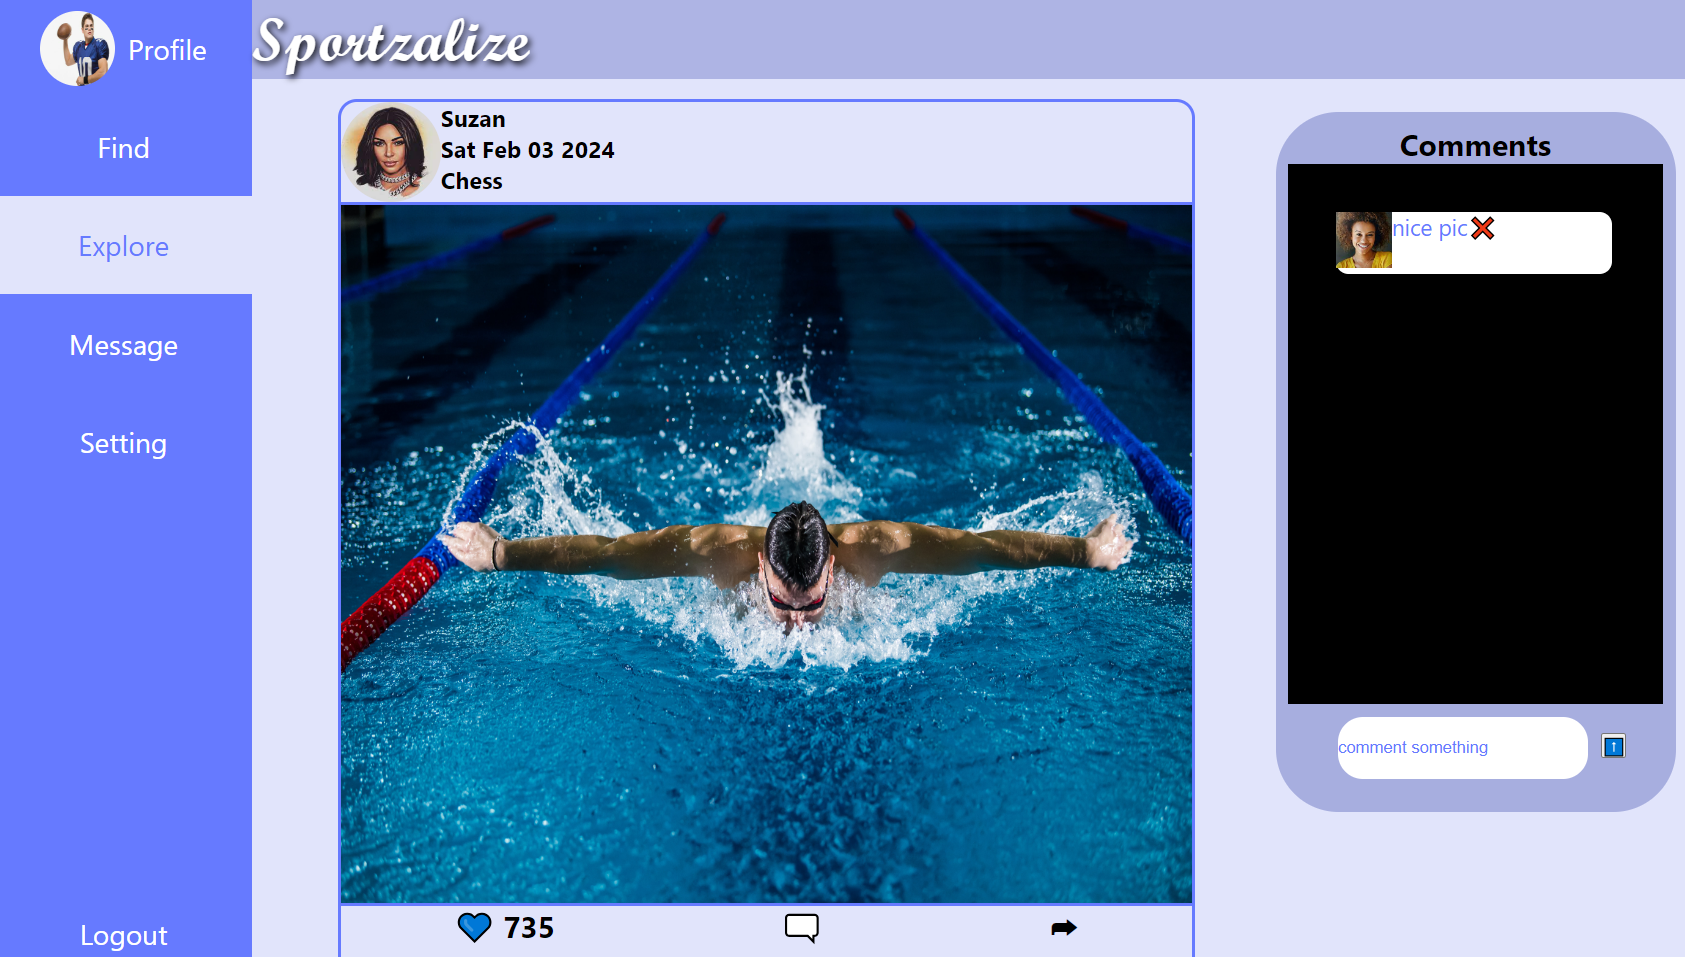 Profile
Sportzalize
Find
Explore
Message
Setting
Logout
Suzan
Sat Feb 03 2024
Chess
735
Comments
nice pic
comment something